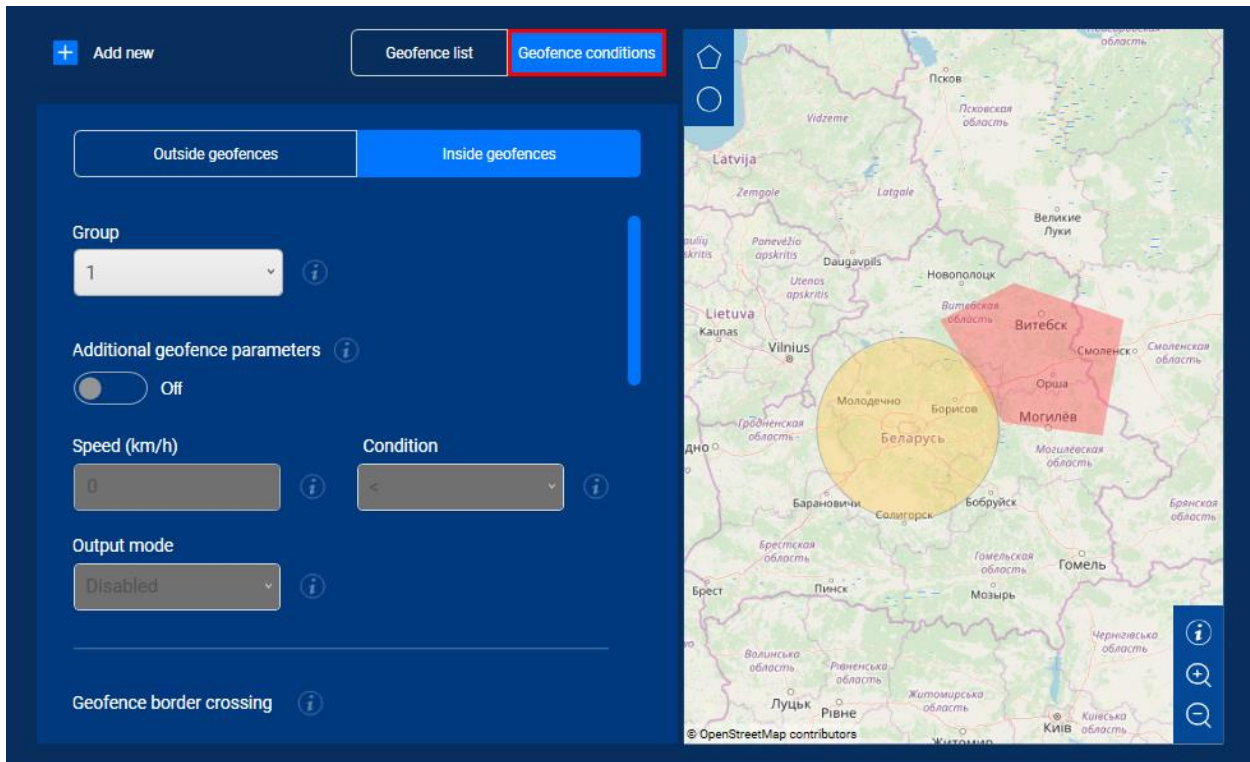 Add new
Geofence list
Geofence conditions
Outside geofences
Inside geofences
Group
1
Additional geofence parameters
Off
Speed (km/h)
Condition
0
<
Output mode
Disabled
Geofence border crossing
область
Псков
Псковская
область
Vidzeme
Latvija
Zemgale
Latgale
Великие
Луки
Panevėžio
apskritis
Daugavpils
Utenos
apskritis
Новополоцк
Lietuva
Kaunas
Vilnius
Витебская
область
Витебск
Смоленск
Смоленская
область
Орша
Молодечно
Борисов
Могилёв
Гродненская
область
Беларусь
Могилевская
область
Барановичи
Солигорск
Бобруйск
Брянская
область
Брестская
область
Гомельская
область
Гомель
Брест
Пинск
Мозырь
Чернігівська
область
Волинська
область
Рівненська
область
Луцьк
Рівне
Житомирська
область
Київ
Київська
область
Житомир
© OpenStreetMap contributors